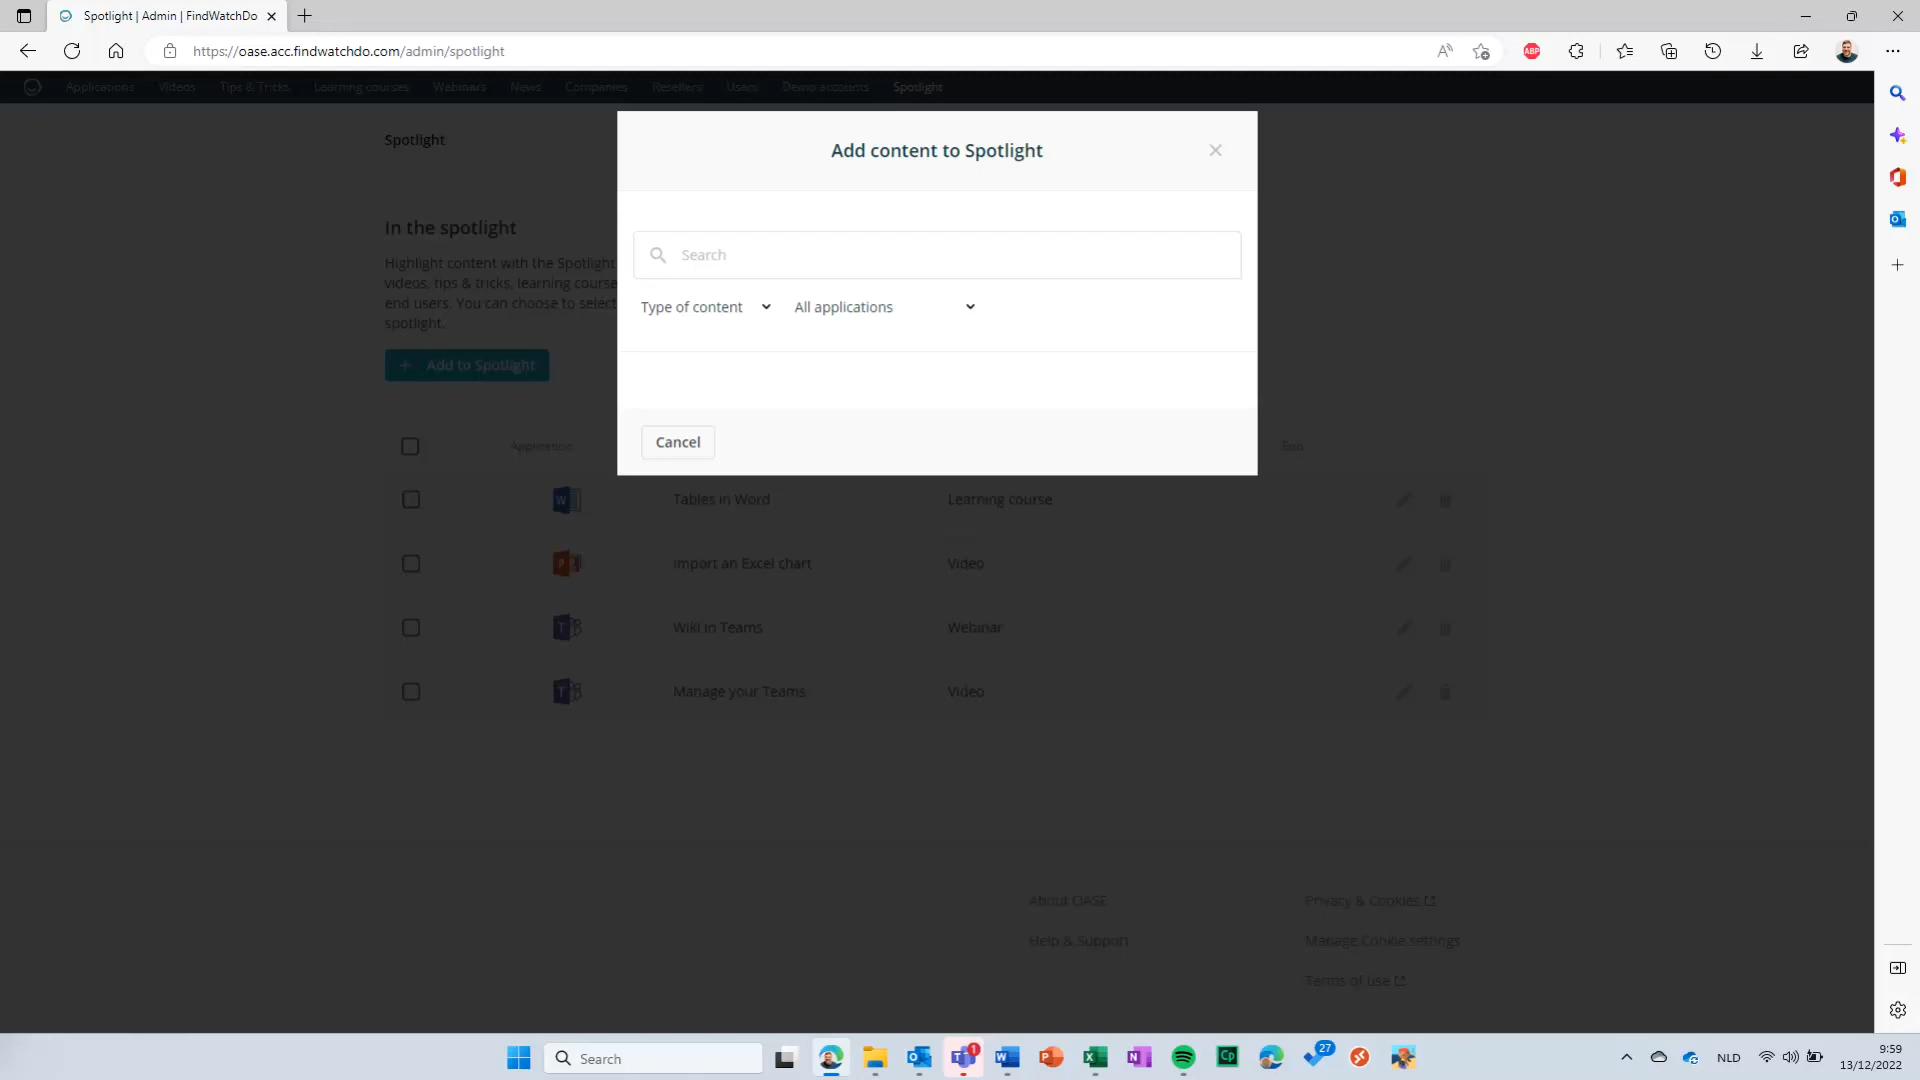 Spotlight | Admin | FindWatchDo
https://oase.acc.findwatchdo.com/admin/spotlight
ABP
Applications Videos Tips & Tricks Learning courses Webinars News Companies Resellers Users Demo accounts Spotlight
Spotlight
Add content to Spotlight
In the spotlight
Highlight content with the Spotlight
videos, tips & tricks, learning course
end users. You can choose to select
spotlight.
Search
Type of content All applications
+ Add to Spotlight
Cancel
Application
Tables in Word Learning course
Import an Excel chart Video
Wiki in Teams Webinar
Manage your Teams Video
About OASE Privacy & Cookies
Help & Support Manage Cookie settings
Terms of use
Search
1
27
NLD
9:59
13/12/2022